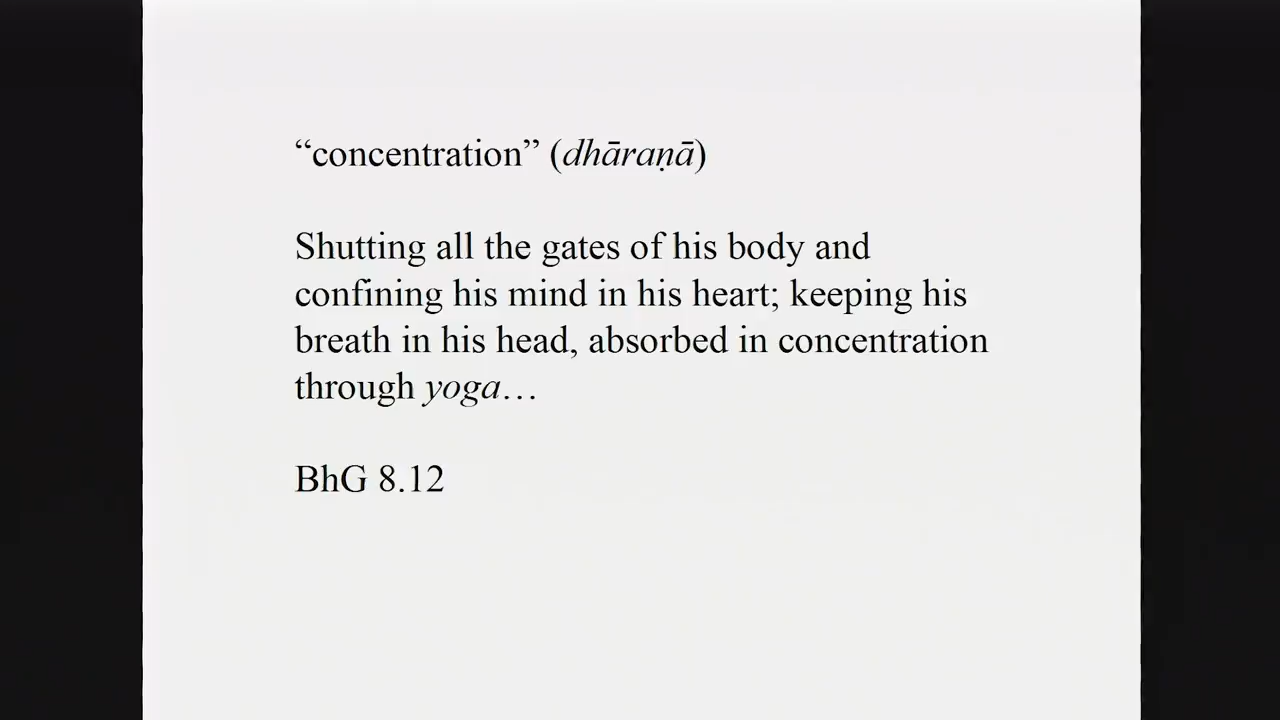 “concentration” (dhāraṇā)
Shutting all the gates of his body and
confining his mind in his heart; keeping his
breath in his head, absorbed in concentration
through yoga…
BhG 8.12